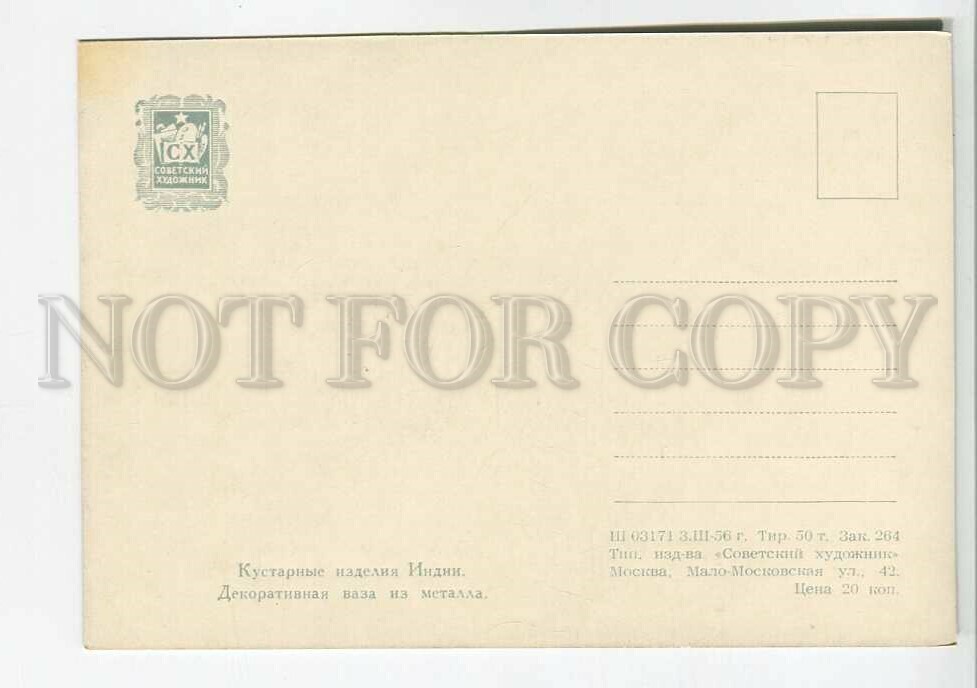 СХ
СОВЕТСКИЙ
ХУДОЖНИК
NOT FOR COPY
Ш 03171 3.Ш-56 г. Тир. 50 т. Зак. 264
Тип. изд-ва «Советский художник»
Москва, Мало-Московская ул., 42.
Цена 20 коп.
Кустарные изделия Индии.
Декоративная ваза из металла.